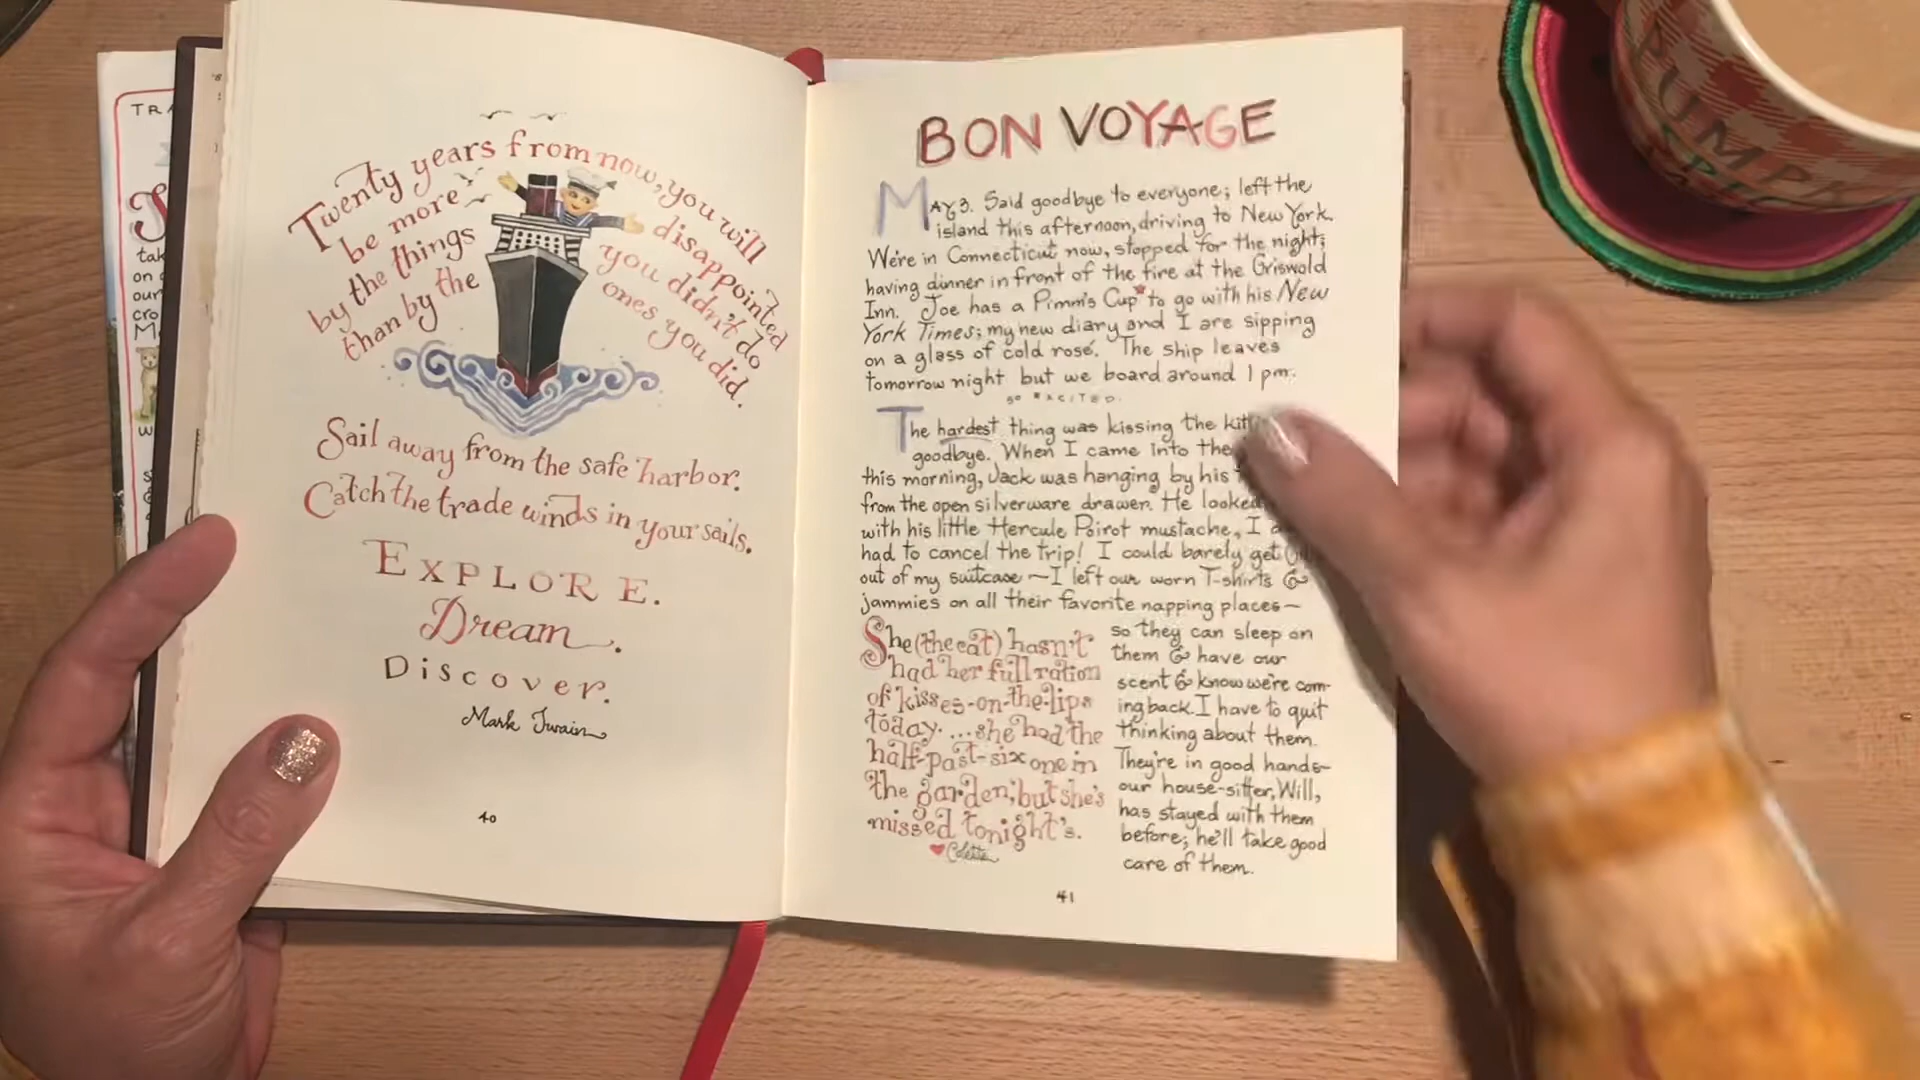 TRA
tak
on
our
cro
M
W
Twenty years from now, you will
be more disappointed
by the things you didn't do
than by the ones you did.
Sail away from the safe harbor.
Catch the trade winds in your sails.
EXPLORE.
Dream.
Discover.
Mark Twain
40
BON VOYAGE
MAY 3. Said goodbye to everyone; left the
island this afternoon, driving to New York.
We're in Connecticut now, stopped for the night;
having dinner in front of the fire at the Griswold
Inn. Joe has a Pimm's Cup* to go with his New
York Times; my new diary and I are sipping
on a glass of cold rosé. The ship leaves
tomorrow night but we board around 1 pm.
SO EXCITED.
The hardest thing was kissing the kit
goodbye. When I came into the
this morning, Jack was hanging by his
from the open silverware drawer. He looked
with his little Hercule Poirot mustache, I
had to cancel the trip! I could barely get
out of my suitcase ~ I left our worn T-shirts &
jammies on all their favorite napping places—
so they can sleep on
them & have our
scent & know we're com-
ing back. I have to quit
thinking about them.
They're in good hands—
our house-sitter, Will,
has stayed with them
before; he'll take good
care of them.
She (the cat) hasn't
had her full ration
of kisses-on-the-lips
today. ...she had the
half-past-six one in
the garden, but she's
missed tonight's.
♥ Colette
41
PUMPK
SPIC